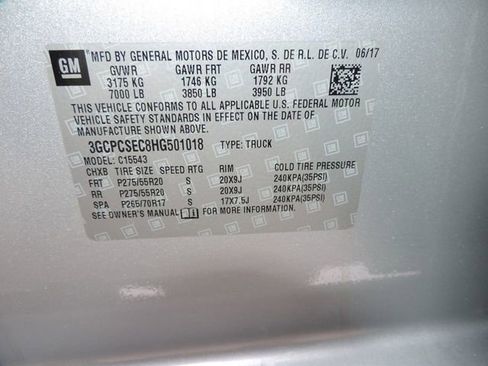 GM MFD BY GENERAL MOTORS DE MEXICO, S. DE R.L. DE C.V. 06/17
GVWR GAWR FRT GAWR RR
3175 KG 1746 KG 1792 KG
7000 LB 3850 LB 3950 LB
THIS VEHICLE CONFORMS TO ALL APPLICABLE U.S. FEDERAL MOTOR
VEHICLE SAFETY STANDARDS IN EFFECT ON THE DATE OF
MANUFACTURE SHOWN ABOVE.
3GCPCSEC8HG501018 TYPE: TRUCK
MODEL: C15543
CHXB TIRE SIZE SPEED RTG RIM COLD TIRE PRESSURE
FRT P275/55R20 S 20X9J 240KPA(35PSI)
RR P275/55R20 S 20X9J 240KPA(35PSI)
SP P265/70R17 S 17X7.5J 240KPA(35PSI)
SEE OWNER'S MANUAL FOR MORE INFORMATION.